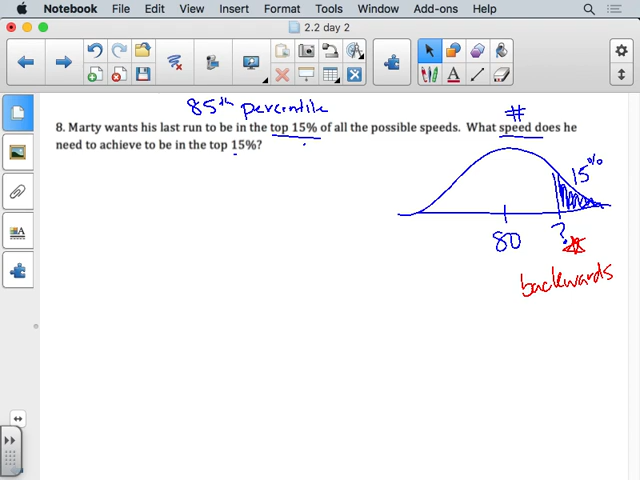 Notebook File Edit View Insert Format Tools Window Add-ons Help
2.2 day 2
85th percentile
#
8. Marty wants his last run to be in the top 15% of all the possible speeds. What speed does he
need to achieve to be in the top 15%?
15%
80 ?
backwards